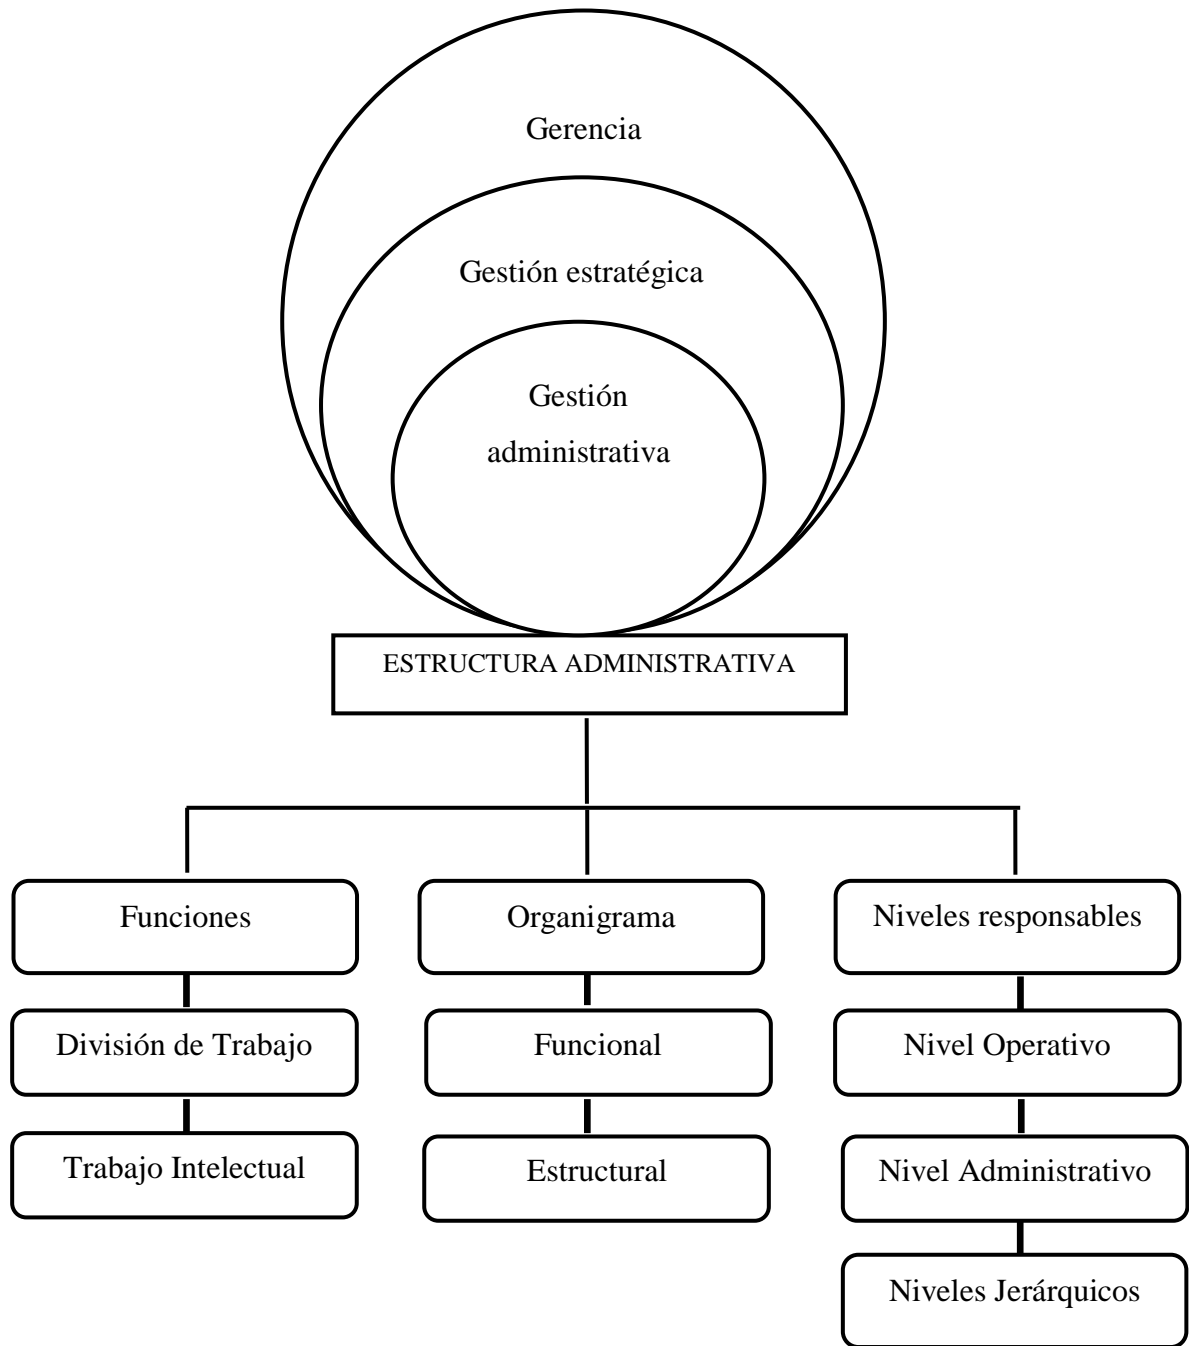 Gerencia
Gestión estratégica
Gestión
administrativa
ESTRUCTURA ADMINISTRATIVA
Funciones
Organigrama
Niveles responsables
División de Trabajo
Funcional
Nivel Operativo
Trabajo Intelectual
Estructural
Nivel Administrativo
Niveles Jerárquicos